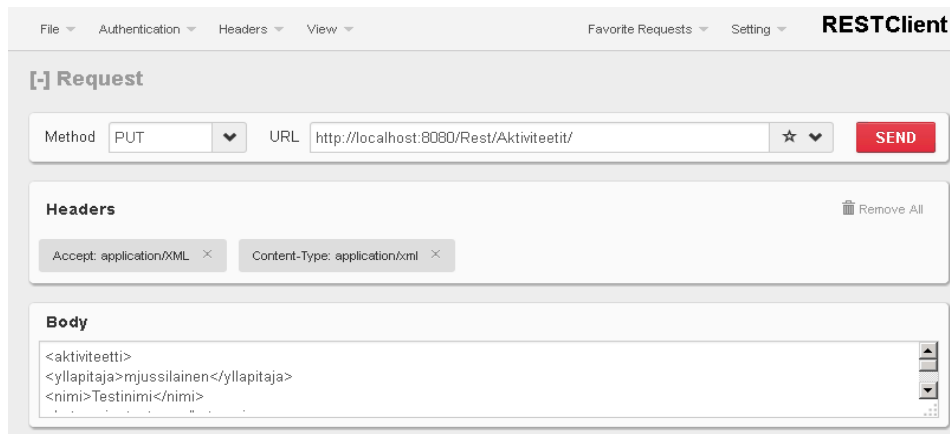 File Authentication Headers View Favorite Requests Setting RESTClient
[-] Request
Method PUT URL http://localhost:8080/Rest/Aktiviteetit/ SEND
Headers Remove All
Accept: application/XML × Content-Type: application/xml ×
Body
<aktiviteetti>
<yllapitaja>mjussilainen</yllapitaja>
<nimi>Testinimi</nimi>